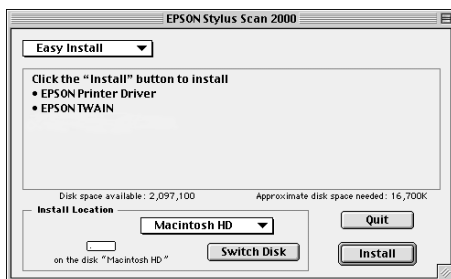 EPSON Stylus Scan 2000
Easy Install
Click the “Install” button to install
• EPSON Printer Driver
• EPSON TWAIN
Disk space available: 2,097,100 Approximate disk space needed: 16,700K
Install Location
Macintosh HD
on the disk “Macintosh HD”
Switch Disk
Quit
Install